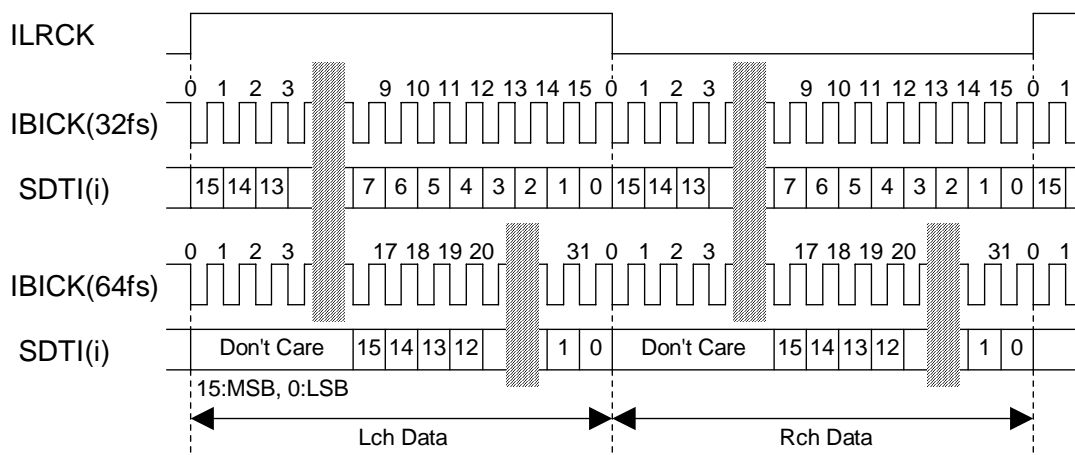 ILRCK
0 1 2 3 9 10 11 12 13 14 15 0 1 2 3 9 10 11 12 13 14 15 0 1
IBICK(32fs)
SDTI(i) 15 14 13 7 6 5 4 3 2 1 0 15 14 13 7 6 5 4 3 2 1 0 15
0 1 2 3 17 18 19 20 31 0 1 2 3 17 18 19 20 31 0 1
IBICK(64fs)
SDTI(i) Don't Care 15 14 13 12 1 0 Don't Care 15 14 13 12 1 0
15:MSB, 0:LSB
Lch Data Rch Data